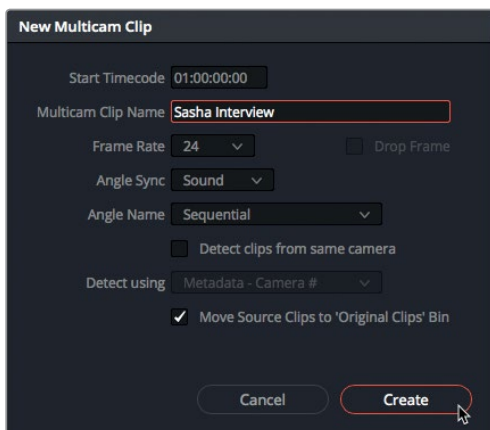 New Multicam Clip
Start Timecode 01:00:00:00
Multicam Clip Name Sasha Interview
Frame Rate 24 Drop Frame
Angle Sync Sound
Angle Name Sequential
Detect clips from same camera
Detect using Metadata - Camera #
Move Source Clips to 'Original Clips' Bin
Cancel Create